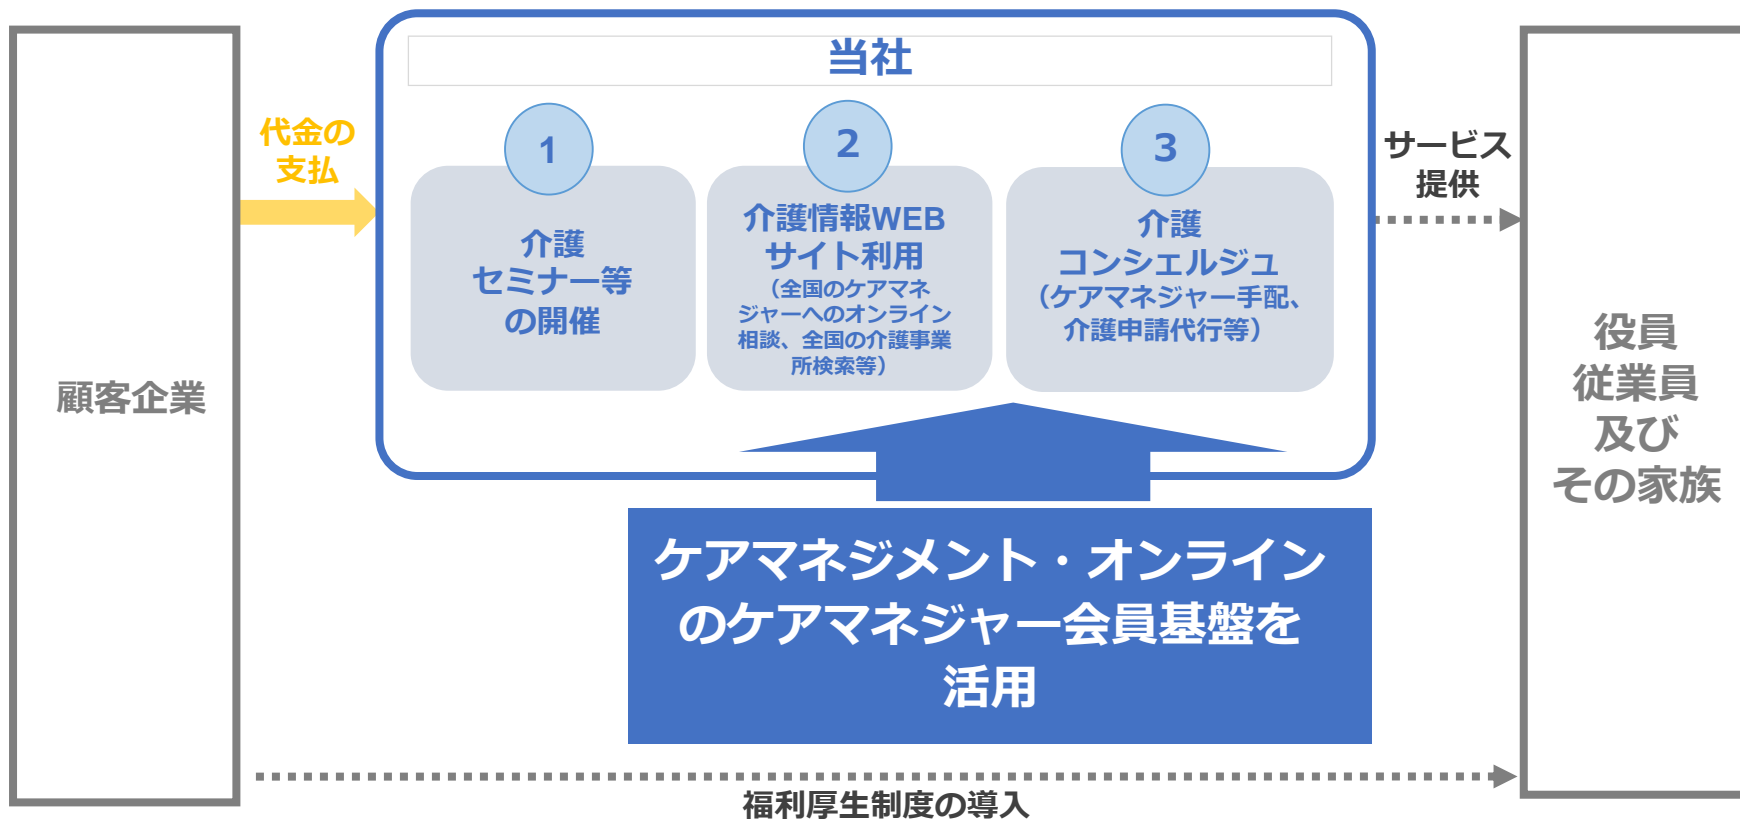 当社
代金の
支払
1
2
3
介護
セミナー等
の開催
介護情報WEB
サイト利用
（全国のケアマネ
ジャーへのオンライン
相談、全国の介護事業
所検索等）
介護
コンシェルジュ
（ケアマネジャー手配、
介護申請代行等）
サービス
提供
顧客企業
役員
従業員
及び
その家族
ケアマネジメント・オンライン
のケアマネジャー会員基盤を
活用
福利厚生制度の導入